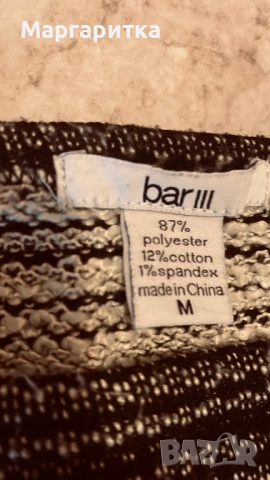 Маргаритка
bar III
87%
polyester
12%cotton
1%spandex
made in China
M
BAZAR